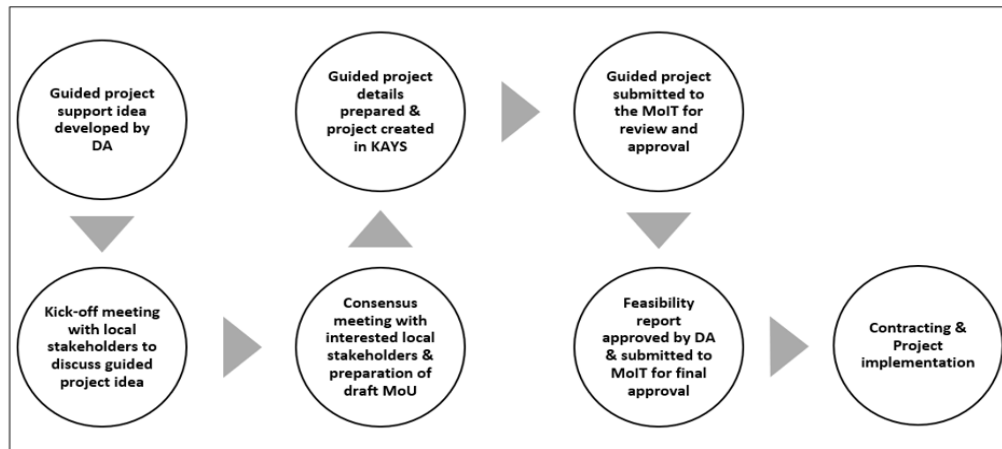 Guided project
support idea
developed by
DA
Kick-off meeting
with local
stakeholders to
discuss guided
project idea
Consensus
meeting with
interested local
stakeholders &
preparation of
draft MoU
Guided project
details
prepared &
project created
in KAYS
Guided project
submitted to
the MoIT for
review and
approval
Feasibility
report
approved by DA
& submitted to
MoIT for final
approval
Contracting &
Project
implementation